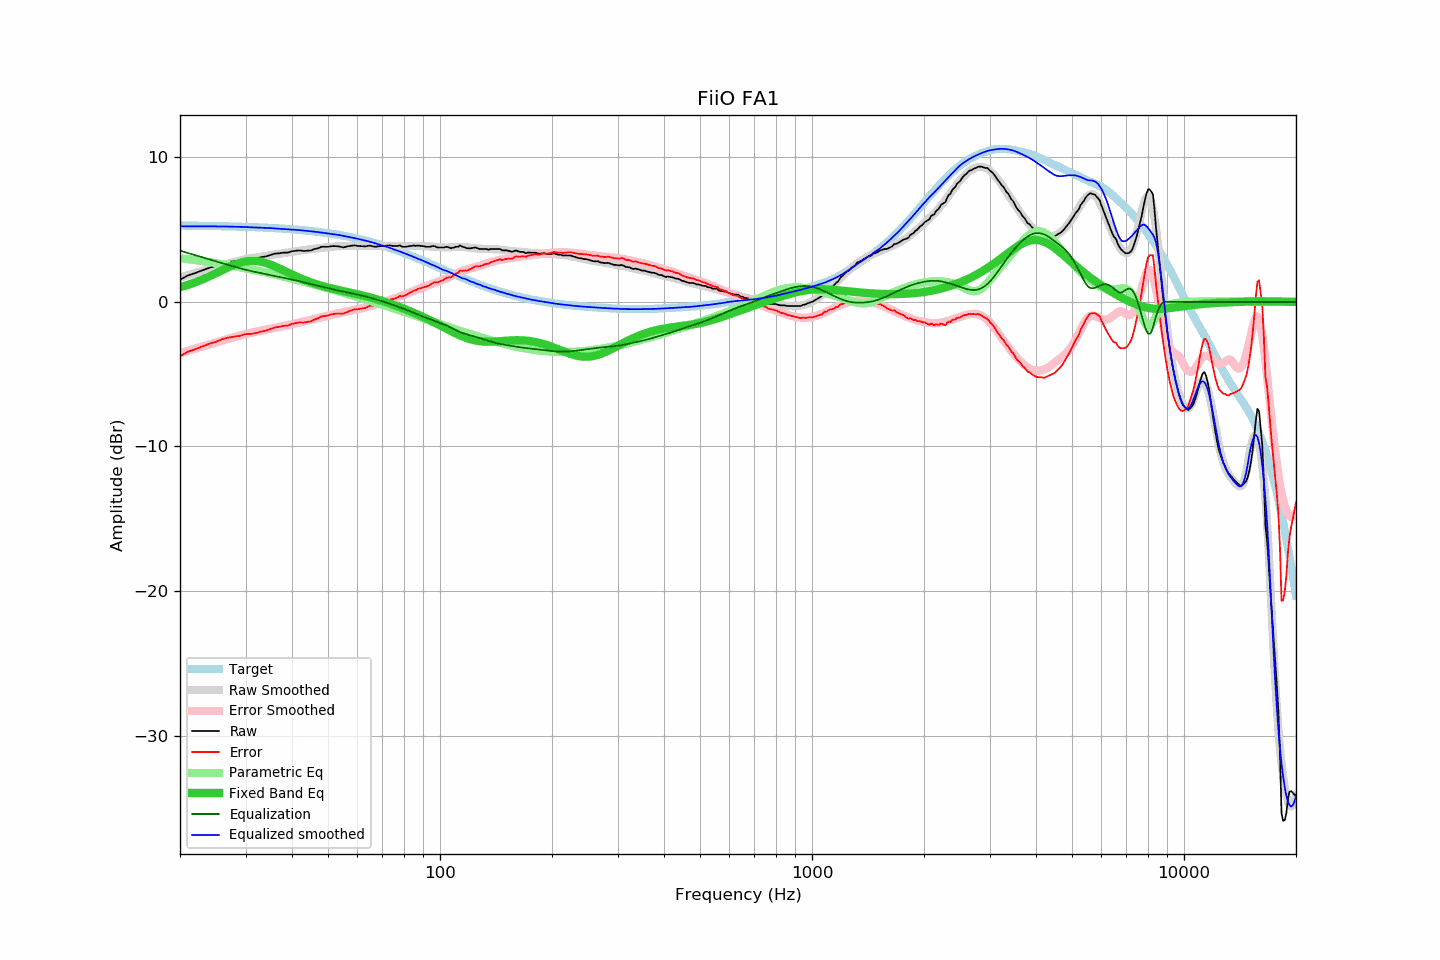 FiiO FA1
10
0
−10
−20
−30
Amplitude (dBr)
Target
Raw Smoothed
Error Smoothed
Raw
Error
Parametric Eq
Fixed Band Eq
Equalization
Equalized smoothed
100
1000
10000
Frequency (Hz)